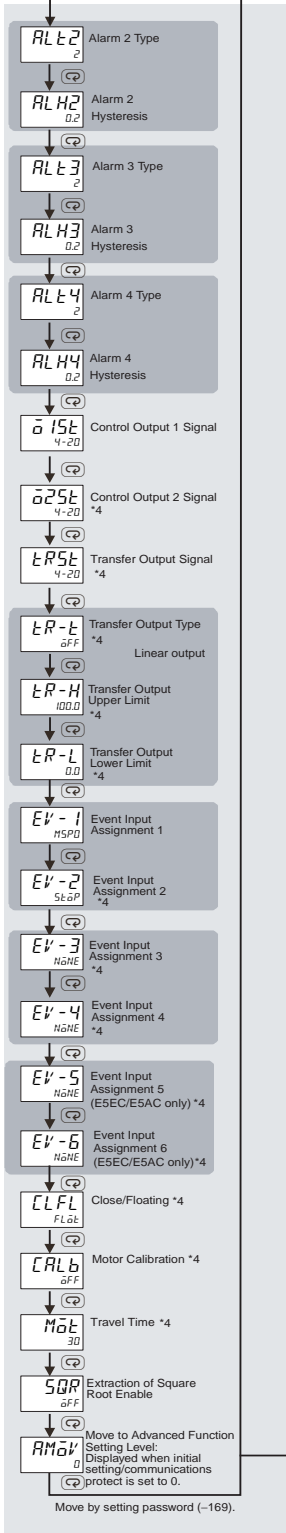 ALt2
2
Alarm 2 Type
ALH2
0.2
Alarm 2
Hysteresis
ALt3
2
Alarm 3 Type
ALH3
0.2
Alarm 3
Hysteresis
ALt4
2
Alarm 4 Type
ALH4
0.2
Alarm 4
Hysteresis
o1St
4-20
Control Output 1 Signal
o2St
4-20
Control Output 2 Signal
*4
tRSt
4-20
Transfer Output Signal
*4
tR-t
oFF
Transfer Output Type
*4
Linear output
tR-H
100.0
Transfer Output
Upper Limit
*4
tR-L
0.0
Transfer Output
Lower Limit
*4
EV-1
MSPO
Event Input
Assignment 1
EV-2
StoP
Event Input
Assignment 2
*4
EV-3
NoNE
Event Input
Assignment 3
*4
EV-4
NoNE
Event Input
Assignment 4
*4
EV-5
NoNE
Event Input
Assignment 5
(E5EC/E5AC only) *4
EV-6
NoNE
Event Input
Assignment 6
(E5EC/E5AC only)*4
CLFL
FLot
Close/Floating *4
CALb
oFF
Motor Calibration *4
Mot
30
Travel Time *4
SQR
oFF
Extraction of Square
Root Enable
AMoV
0
Move to Advanced Function
Setting Level:
Displayed when initial
setting/communications
protect is set to 0.
Move by setting password (−169).